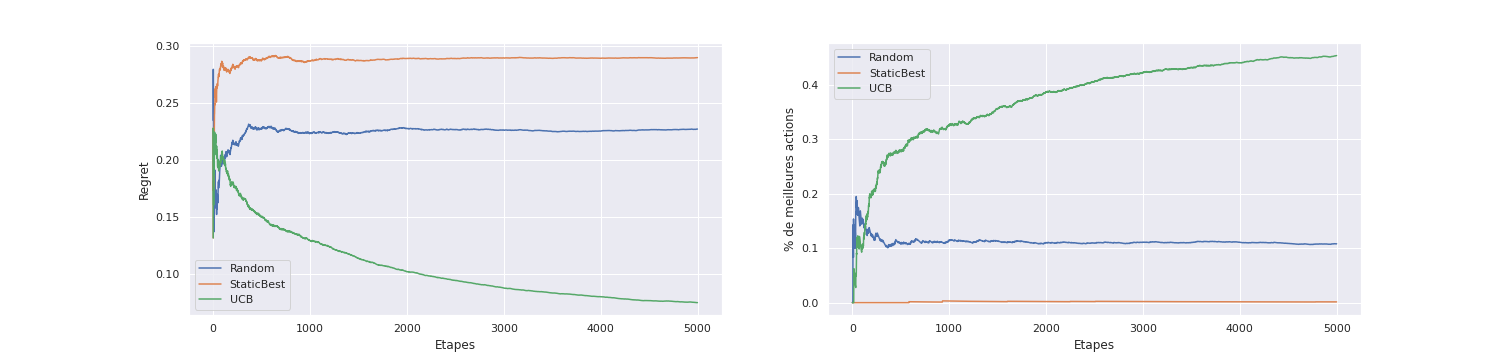 0.30
0.25
0.20
0.15
0.10
Regret
Random
StaticBest
UCB
0 1000 2000 3000 4000 5000
Etapes
0.4
0.3
0.2
0.1
0.0
% de meilleures actions
Random
StaticBest
UCB
0 1000 2000 3000 4000 5000
Etapes